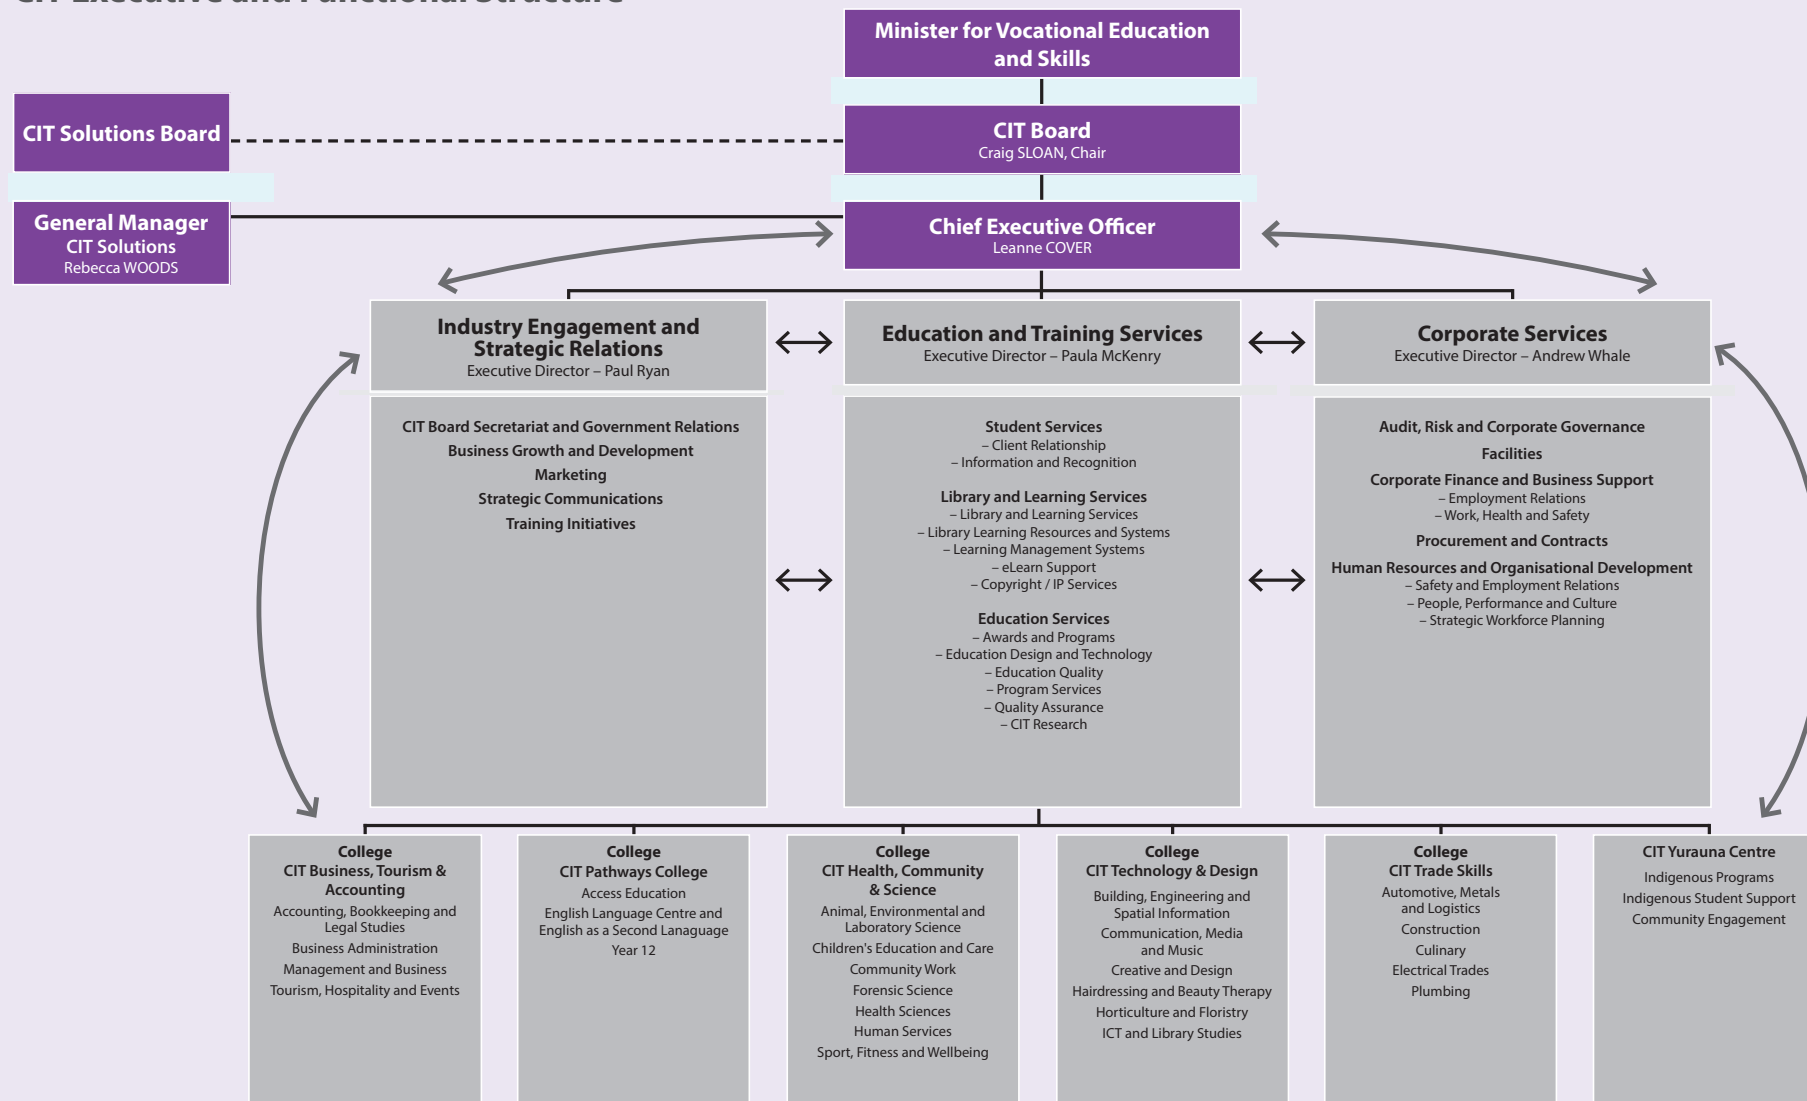 CIT Executive and Functional Structure
Minister for Vocational Education
and Skills
CIT Solutions Board
CIT Board
Craig SLOAN, Chair
General Manager
CIT Solutions
Rebecca WOODS
Chief Executive Officer
Leanne COVER
Industry Engagement and
Strategic Relations
Executive Director – Paul Ryan
Education and Training Services
Executive Director – Paula McKenry
Corporate Services
Executive Director – Andrew Whale
CIT Board Secretariat and Government Relations
Business Growth and Development
Marketing
Strategic Communications
Training Initiatives
Student Services
– Client Relationship
– Information and Recognition
Library and Learning Services
– Library and Learning Services
– Library Learning Resources and Systems
– Learning Management Systems
– eLearn Support
– Copyright / IP Services
Education Services
– Awards and Programs
– Education Design and Technology
– Education Quality
– Program Services
– Quality Assurance
– CIT Research
Audit, Risk and Corporate Governance
Facilities
Corporate Finance and Business Support
– Employment Relations
– Work, Health and Safety
Procurement and Contracts
Human Resources and Organisational Development
– Safety and Employment Relations
– People, Performance and Culture
– Strategic Workforce Planning
College
CIT Business, Tourism &
Accounting
Accounting, Bookkeeping and
Legal Studies
Business Administration
Management and Business
Tourism, Hospitality and Events
College
CIT Pathways College
Access Education
English Language Centre and
English as a Second Lanaguage
Year 12
College
CIT Health, Community
& Science
Animal, Environmental and
Laboratory Science
Children's Education and Care
Community Work
Forensic Science
Health Sciences
Human Services
Sport, Fitness and Wellbeing
College
CIT Technology & Design
Building, Engineering and
Spatial Information
Communication, Media
and Music
Creative and Design
Hairdressing and Beauty Therapy
Horticulture and Floristry
ICT and Library Studies
College
CIT Trade Skills
Automotive, Metals
and Logistics
Construction
Culinary
Electrical Trades
Plumbing
CIT Yurauna Centre
Indigenous Programs
Indigenous Student Support
Community Engagement